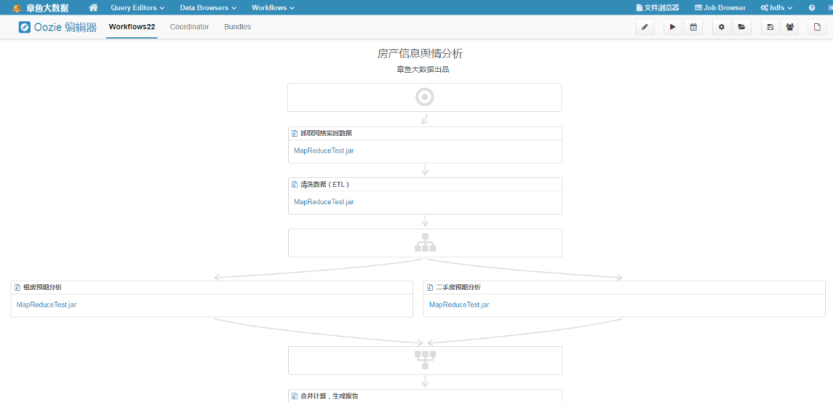 章鱼大数据 Query Editors Data Browsers Workflows 文件浏览器 Job Browser hdfs
Oozie 编辑器 Workflows22 Coordinator Bundles
房产信息舆情分析
章鱼大数据出品
抓取网络实时数据
MapReduceTest.jar
清洗数据(ETL)
MapReduceTest.jar
租房预期分析 二手房预期分析
MapReduceTest.jar MapReduceTest.jar
合并计算,生成报告